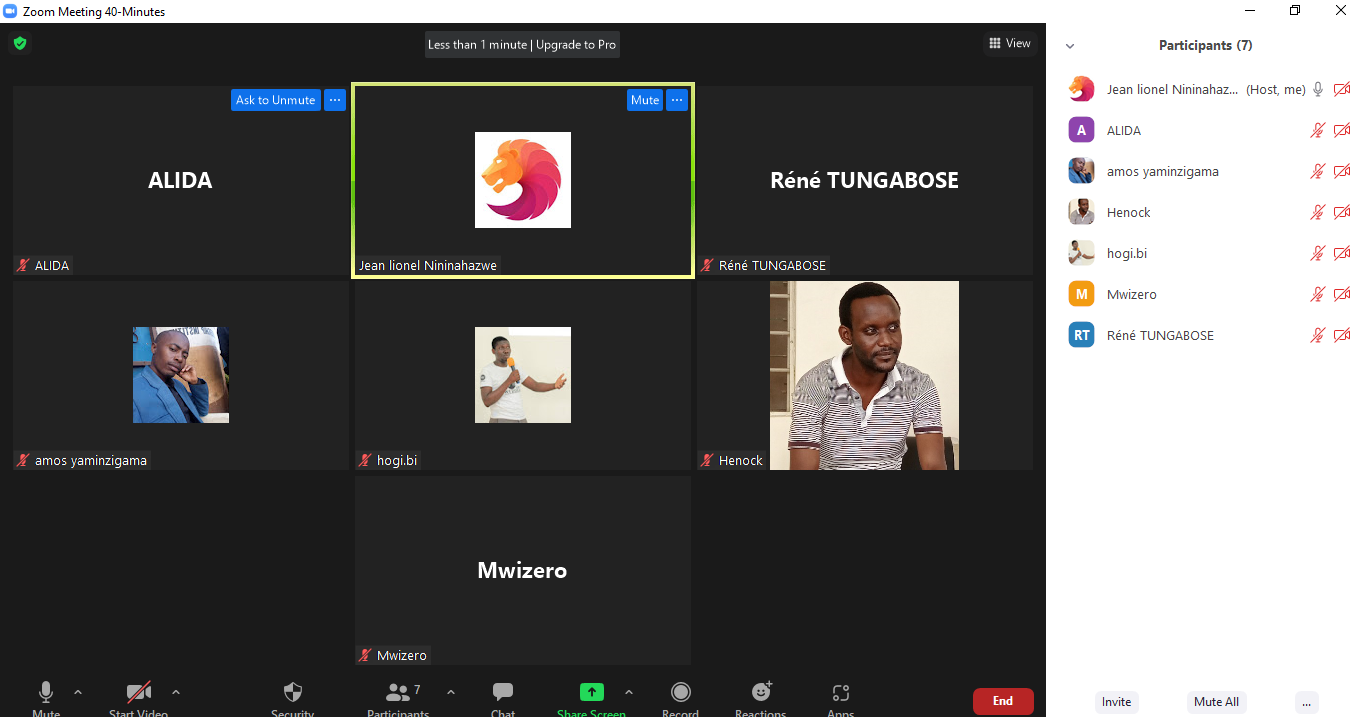 Zoom Meeting 40-Minutes
Less than 1 minute | Upgrade to Pro
View
Ask to Unmute
...
Mute
...
ALIDA
Réné TUNGABOSE
ALIDA
Jean lionel Nininahazwe
Réné TUNGABOSE
amos yaminzigama
hogi.bi
Henock
Mwizero
Mwizero
Mute
Start Video
Security
7
Participants
Chat
Share Screen
Record
Reactions
Apps
End
Participants (7)
Jean lionel Nininahaz... (Host, me)
A ALIDA
amos yaminzigama
Henock
hogi.bi
M Mwizero
RT Réné TUNGABOSE
Invite
Mute All
...